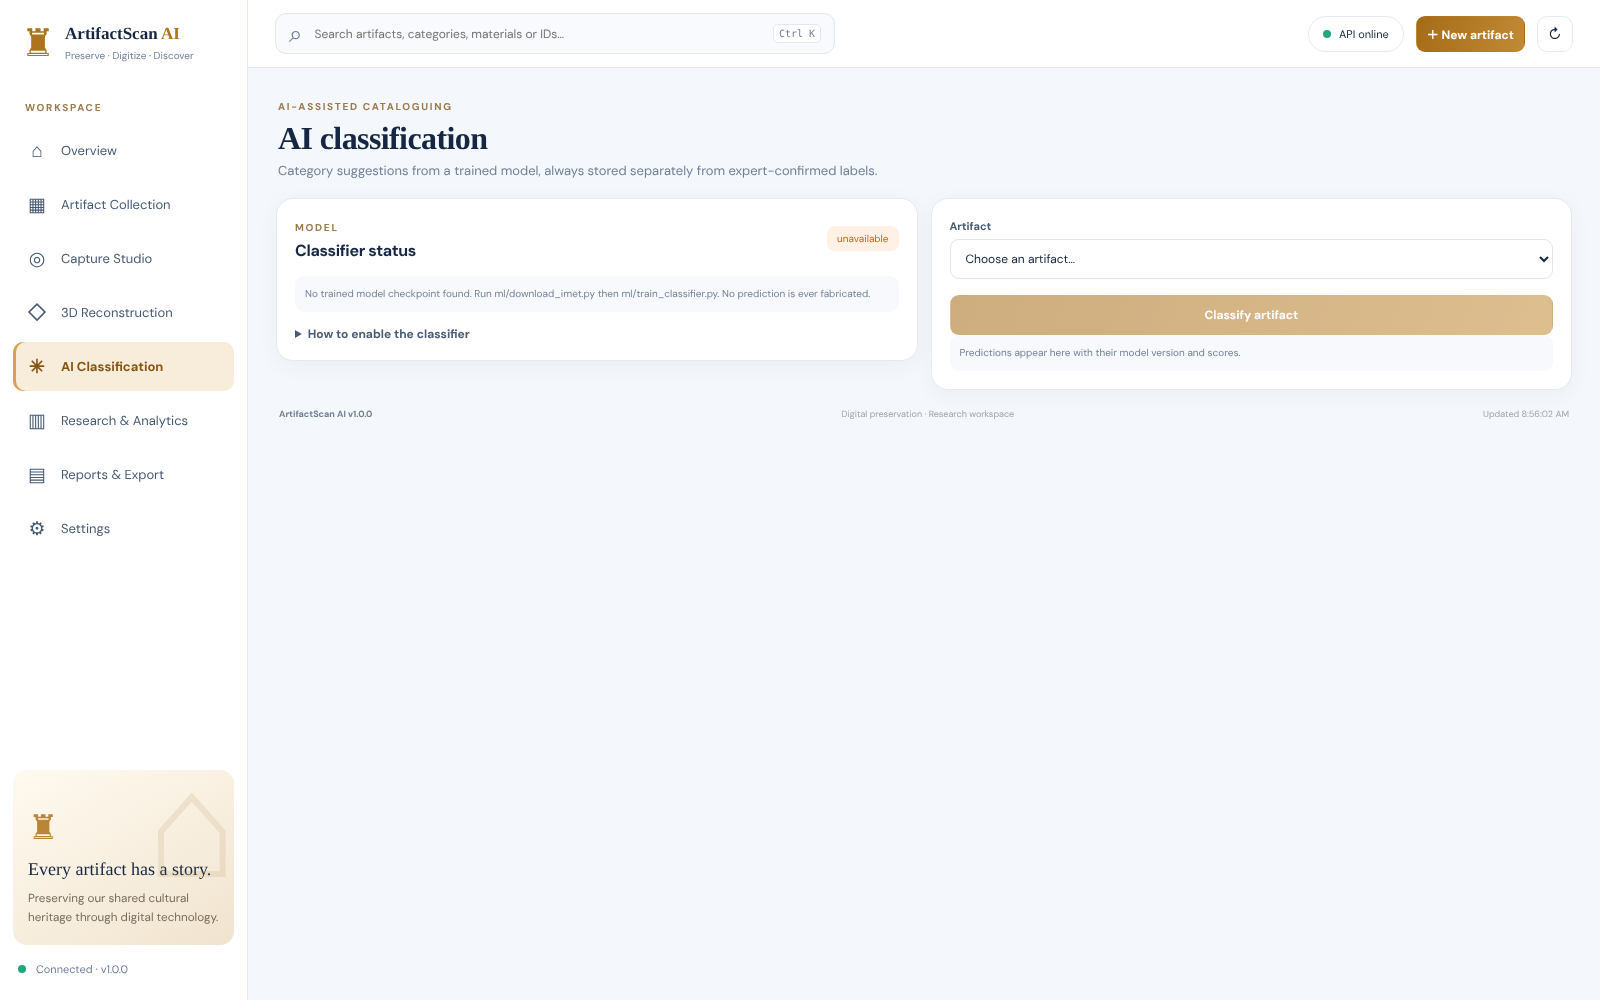 ArtifactScan AI
Preserve · Digitize · Discover
WORKSPACE
Overview
Artifact Collection
Capture Studio
3D Reconstruction
AI Classification
Research & Analytics
Reports & Export
Settings
Every artifact has a story.
Preserving our shared cultural
heritage through digital technology.
Connected · v1.0.0
Search artifacts, categories, materials or IDs…
Ctrl K
API online
+ New artifact
AI-ASSISTED CATALOGUING
AI classification
Category suggestions from a trained model, always stored separately from expert-confirmed labels.
MODEL
Classifier status
unavailable
No trained model checkpoint found. Run ml/download_imet.py then ml/train_classifier.py. No prediction is ever fabricated.
How to enable the classifier
Artifact
Choose an artifact…
Classify artifact
Predictions appear here with their model version and scores.
ArtifactScan AI v1.0.0
Digital preservation · Research workspace
Updated 8:56:02 AM